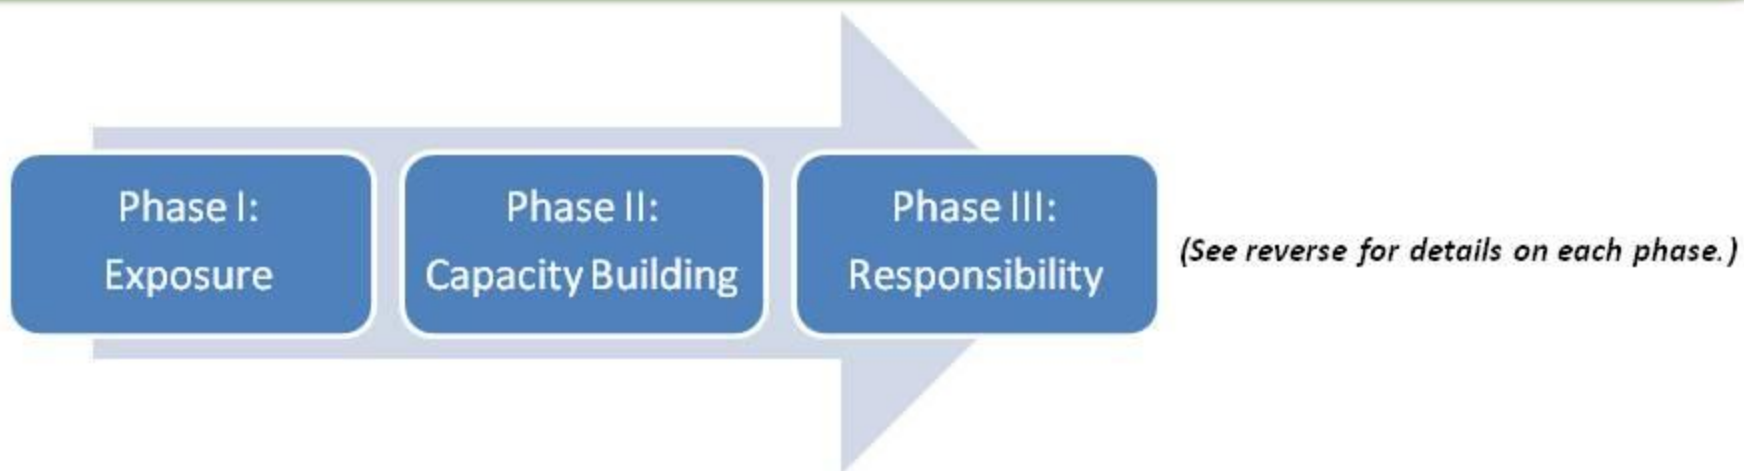 Phase I:
Exposure
Phase II:
Capacity Building
Phase III:
Responsibility
(See reverse for details on each phase.)